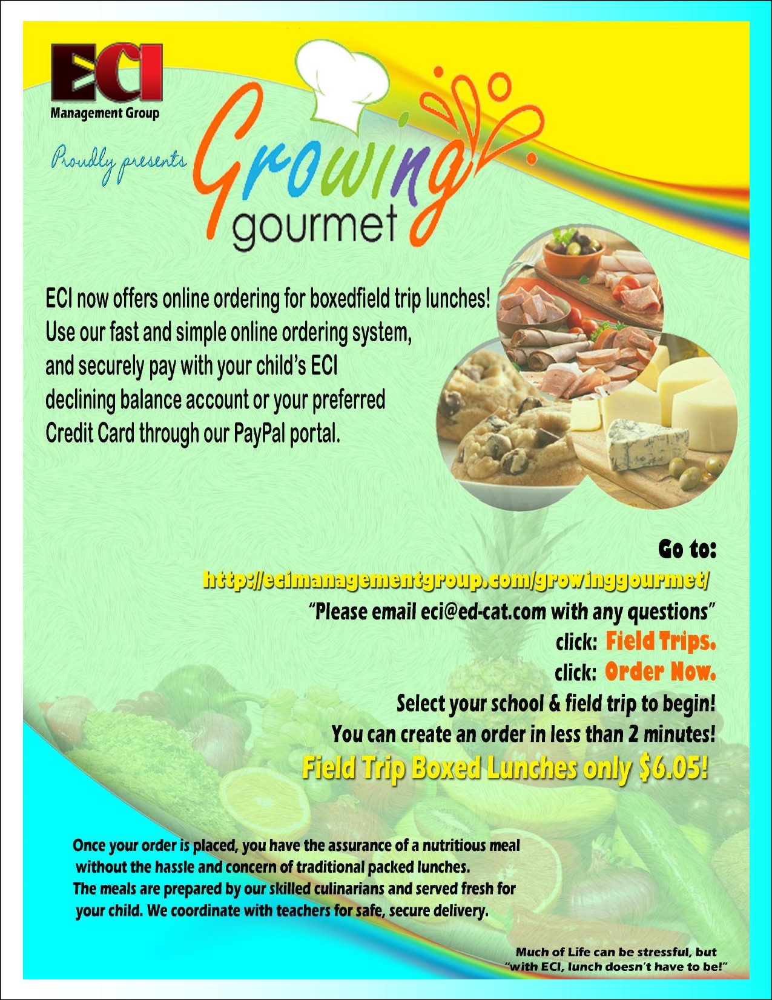 ECI
Management Group
Proudly presents
Growing
gourmet
ECI now offers online ordering for boxedfield trip lunches!
Use our fast and simple online ordering system,
and securely pay with your child's ECI
declining balance account or your preferred
Credit Card through our PayPal portal.
Go to:
http://ecimanagementgroup.com/growinggourmet/
“Please email eci@ed-cat.com with any questions”
click: Field Trips.
click: Order Now.
Select your school & field trip to begin!
You can create an order in less than 2 minutes!
Field Trip Boxed Lunches only $6.05!
Once your order is placed, you have the assurance of a nutritious meal
without the hassle and concern of traditional packed lunches.
The meals are prepared by our skilled culinarians and served fresh for
your child. We coordinate with teachers for safe, secure delivery.
Much of Life can be stressful, but
“with ECI, lunch doesn't have to be!”